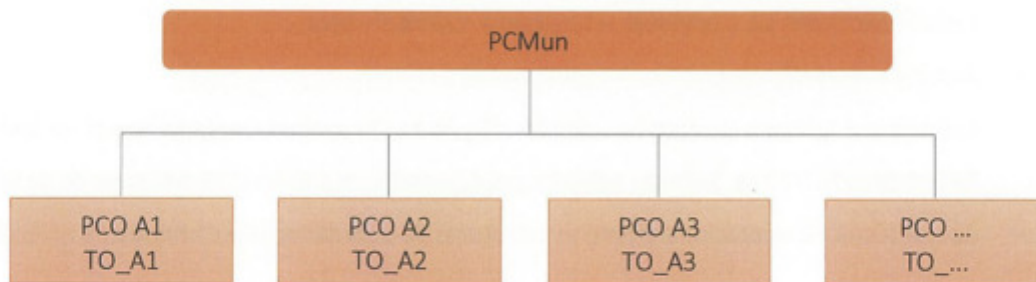 PCMun
PCO A1
TO_A1
PCO A2
TO_A2
PCO A3
TO_A3
PCO ...
TO_...